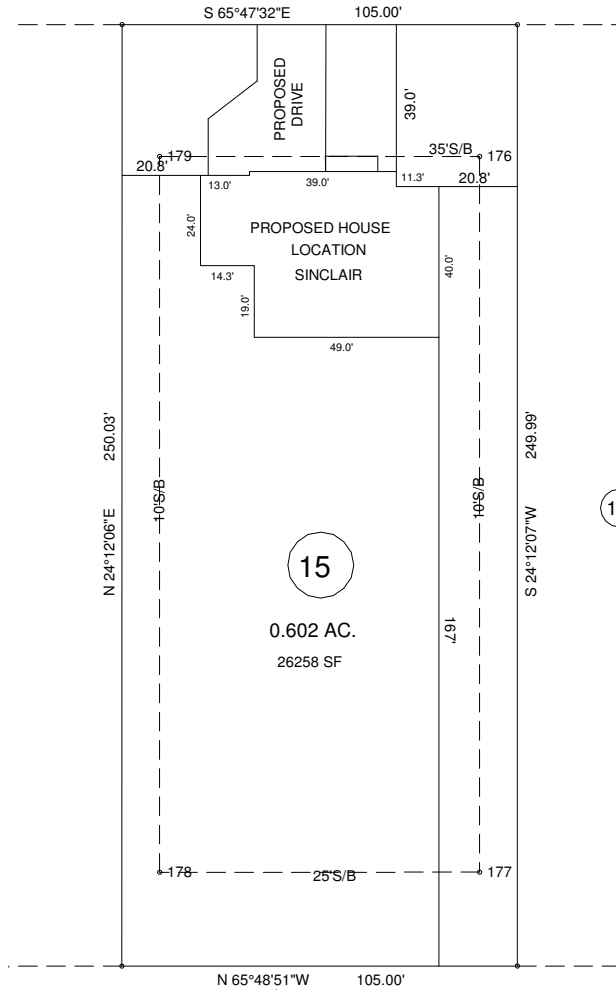 S 65°47'32"E 105.00'
PROPOSED
DRIVE
39.0'
35'S/B
179
176
20.8'
20.8'
13.0'
39.0'
11.3'
24.0'
PROPOSED HOUSE
LOCATION
SINCLAIR
40.0'
14.3'
19.0'
49.0'
250.03'
249.99'
10'S/B
10'S/B
N 24°12'06"E
S 24°12'07"W
1
15
0.602 AC.
26258 SF
167'
178
25'S/B
177
N 65°48'51"W 105.00'